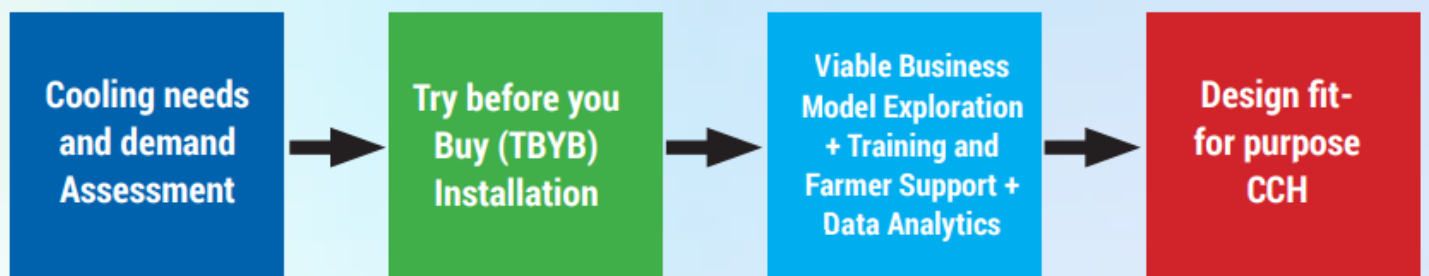 Cooling needs
and demand
Assessment
Try before you
Buy (TBYB)
Installation
Viable Business
Model Exploration
+ Training and
Farmer Support +
Data Analytics
Design fit-
for purpose
CCH